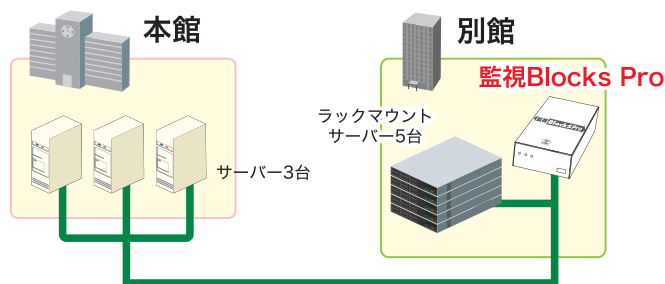 本館
別館
監視Blocks Pro
ラックマウント
サーバー5台
サーバー3台